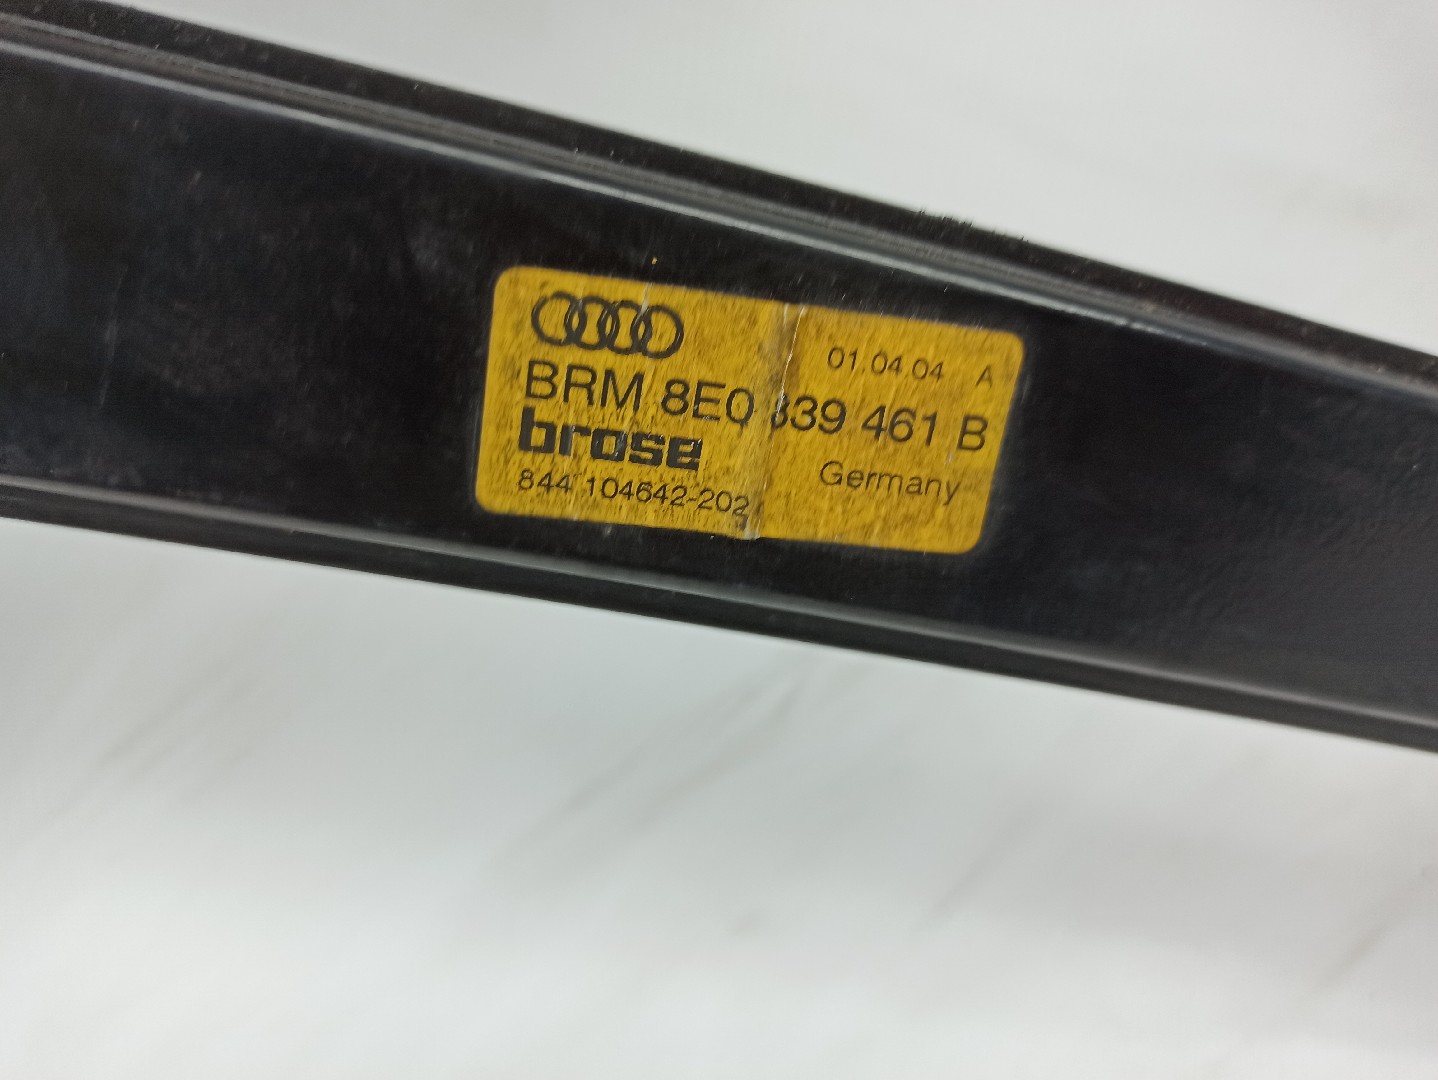 01.04.04 A
BRM 8E0 839 461 B
brose
Germany
844 104642-202